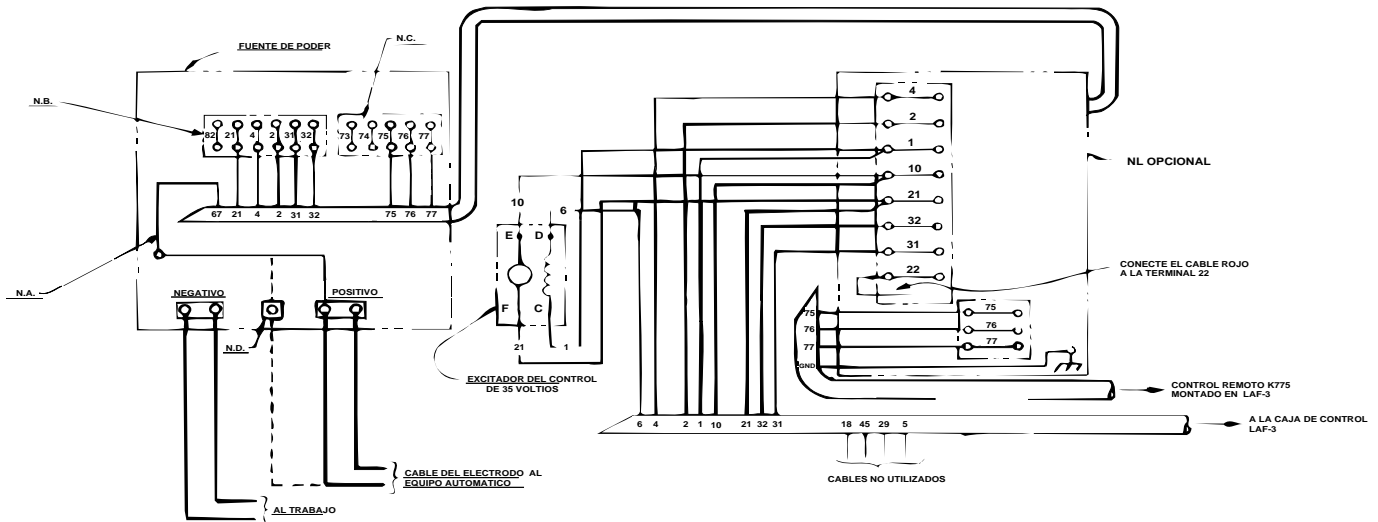 FUENTE DE PODER
N.C.
N.B.
82 21 4 2 31 32
73 74 75 76 77
67 21 4 2 31 32 75 76 77
N.A.
NEGATIVO
POSITIVO
N.D.
CABLE DEL ELECTRODO AL
EQUIPO AUTOMATICO
AL TRABAJO
10 6
E D
F C
21 1
EXCITADOR DEL CONTROL
DE 35 VOLTIOS
4
2
1
10
21
32
31
22
NL OPCIONAL
CONECTE EL CABLE ROJO
A LA TERMINAL 22
75 75
76 76
77 77
GND
CONTROL REMOTO K775
MONTADO EN LAF-3
6 4 2 1 10 21 32 31 18 45 29 5
A LA CAJA DE CONTROL
LAF-3
CABLES NO UTILIZADOS